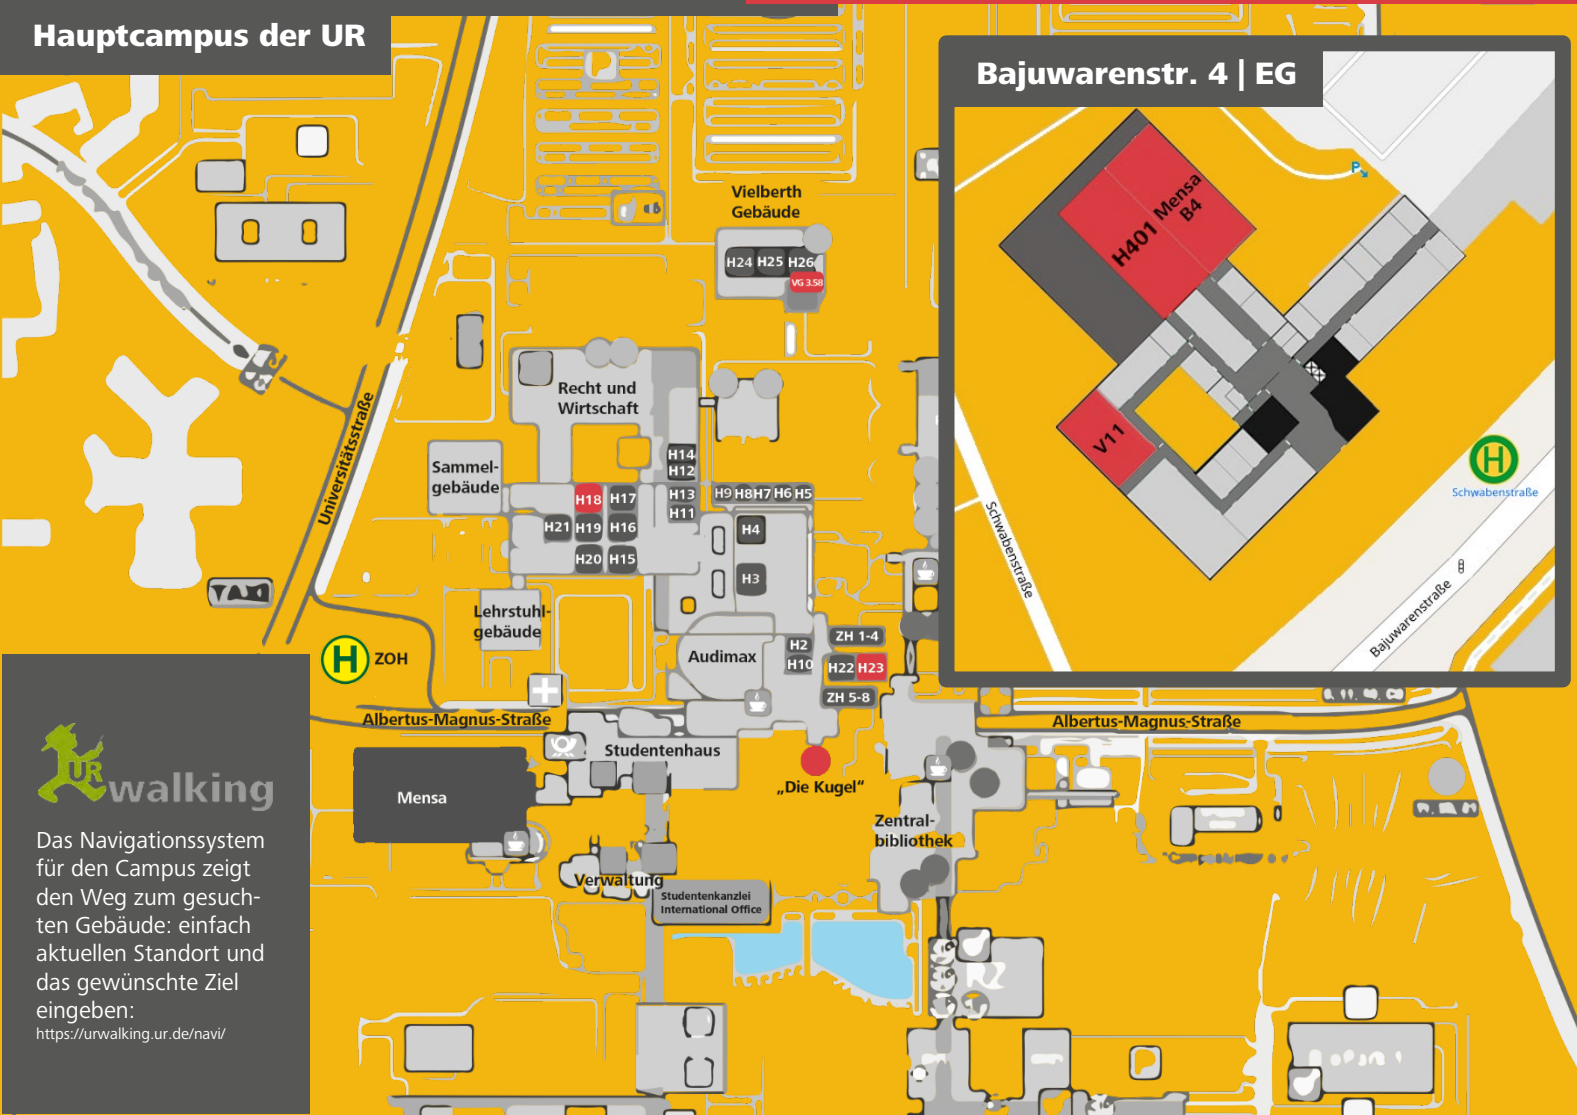 Hauptcampus der UR
Bajuwarenstr. 4 | EG
P
H401
Mensa
B4
V11
H
Schwabenstraße
Schwabenstraße
Bajuwarenstraße
Vielberth
Gebäude
H24 H25 H26
VG 3.58
Recht und
Wirtschaft
Universitätsstraße
Sammel-
gebäude
H14
H12
H13
H11
H9 H8 H7 H6 H5
H18 H17
H21 H19 H16
H20 H15
H4
H3
Lehrstuhl-
gebäude
H ZOH
Audimax
H2
H10
ZH 1-4
H22 H23
ZH 5-8
Albertus-Magnus-Straße
Albertus-Magnus-Straße
Studentenhaus
„Die Kugel“
Mensa
Zentral-
bibliothek
Verwaltung
Studentenkanzlei
International Office
UR
walking
Das Navigationssystem
für den Campus zeigt
den Weg zum gesuch-
ten Gebäude: einfach
aktuellen Standort und
das gewünschte Ziel
eingeben:
https://urwalking.ur.de/navi/